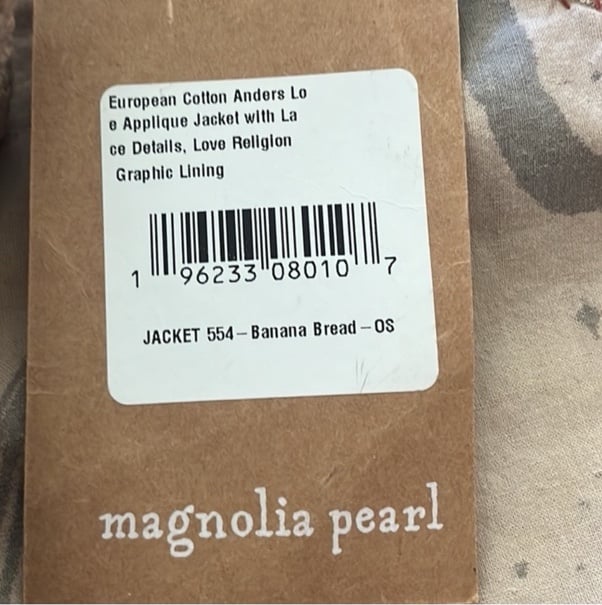 European Cotton Anders Lo
e Applique Jacket with La
ce Details, Love Religion
Graphic Lining
1 96233 08010 7
JACKET 554 – Banana Bread – OS
magnolia pearl